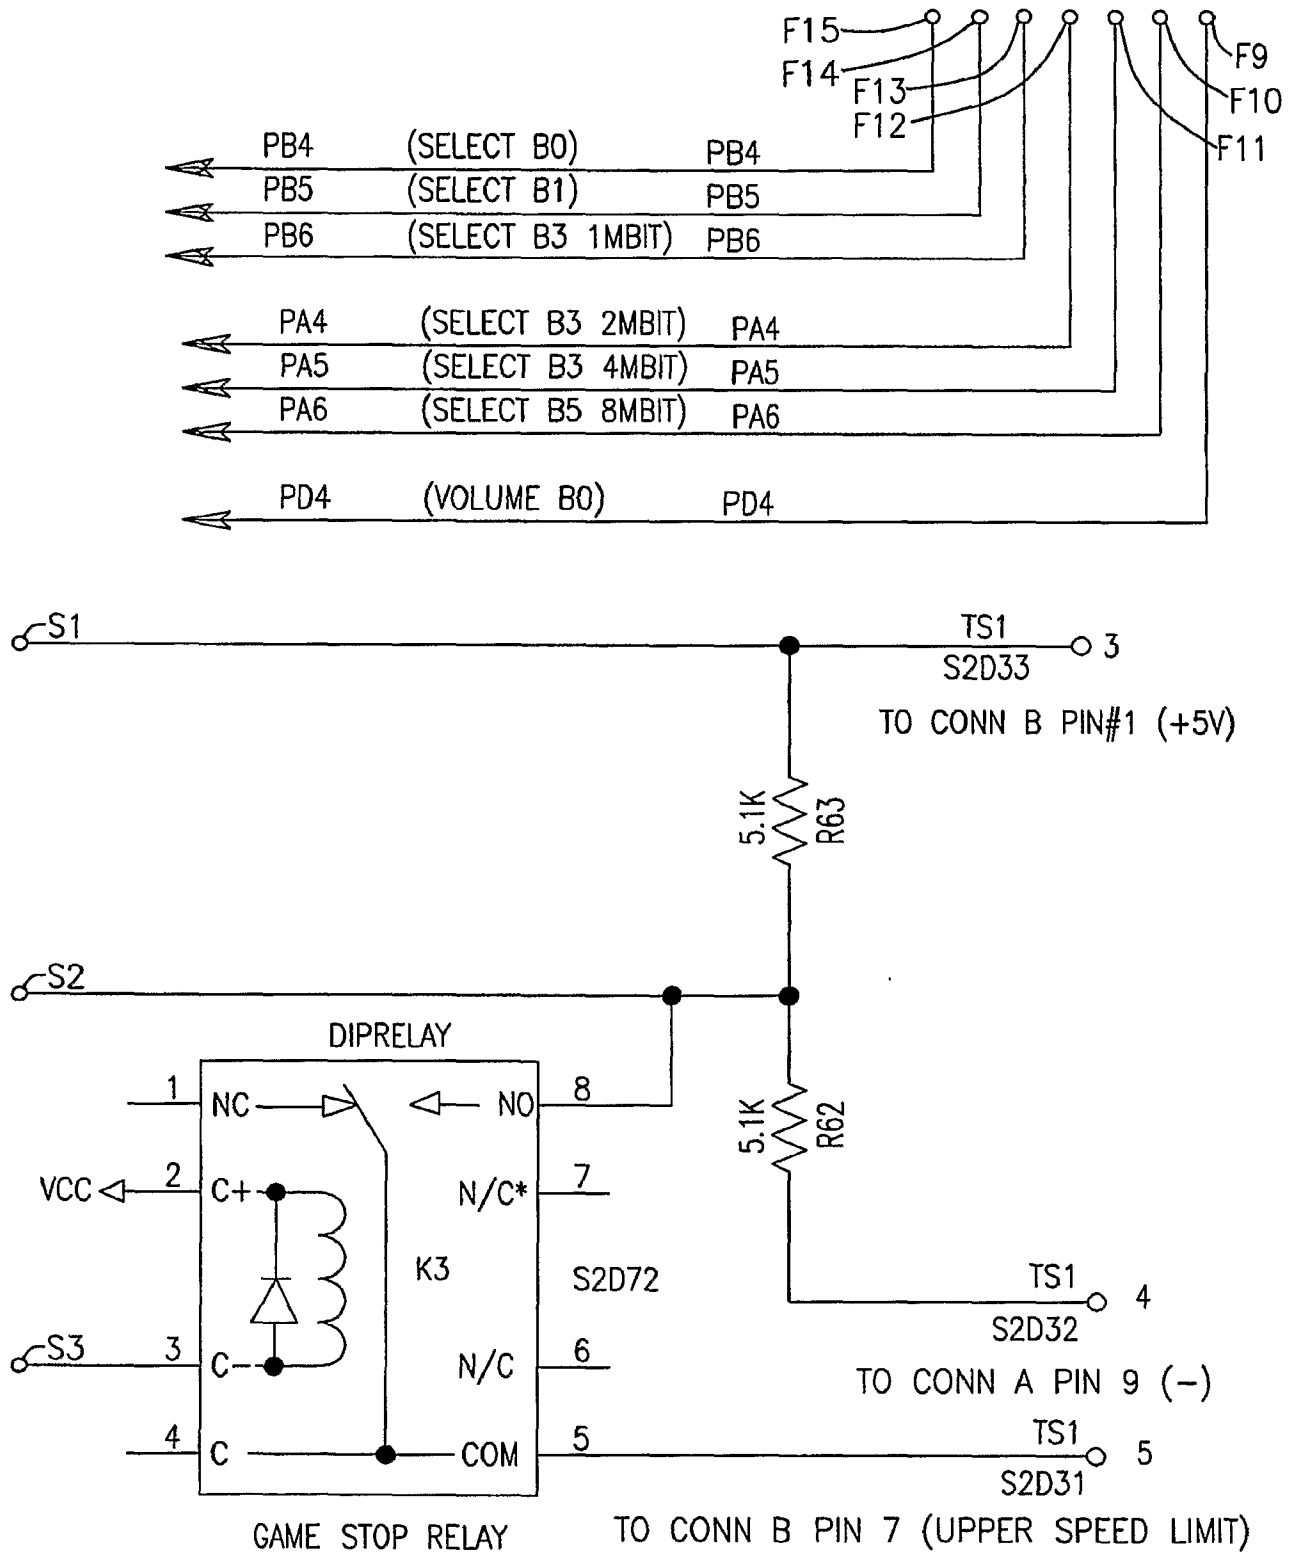 F15
F9
F14
F13
F10
F12
F11
PB4 (SELECT B0) PB4
PB5 (SELECT B1) PB5
PB6 (SELECT B3 1MBIT) PB6
PA4 (SELECT B3 2MBIT) PA4
PA5 (SELECT B3 4MBIT) PA5
PA6 (SELECT B5 8MBIT) PA6
PD4 (VOLUME B0) PD4
S1
TS1
3
S2D33
TO CONN B PIN#1 (+5V)
5.1K
R63
S2
DIPRELAY
1 NC NO 8
5.1K
R62
VCC 2 C+ N/C* 7
K3
S2D72
TS1
4
S2D32
S3 3 C- N/C 6
TO CONN A PIN 9 (-)
4 C COM 5
TS1
5
S2D31
GAME STOP RELAY
TO CONN B PIN 7 (UPPER SPEED LIMIT)